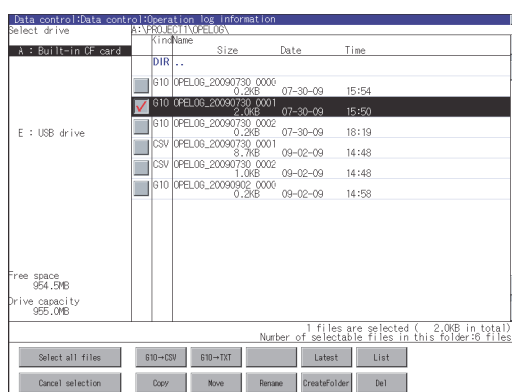 Data control:Data control:Operation log information
Select drive A:\PROJECT1\OPELOG\
Kind Name
Size Date Time
A : Built-in CF card
DIR ..
G10 OPELOG_20090730_0000
0.2KB 07-30-09 15:54
G10 OPELOG_20090730_0001
2.0KB 07-30-09 15:50
G10 OPELOG_20090730_0002
E : USB drive 0.2KB 07-30-09 18:19
CSV OPELOG_20090730_0001
8.7KB 09-02-09 14:48
CSV OPELOG_20090730_0002
1.0KB 09-02-09 14:48
G10 OPELOG_20090902_0000
0.2KB 09-02-09 14:58
Free space
954.5MB
Drive capacity
955.0MB
1 files are selected ( 2.0KB in total)
Number of selectable files in this folder:6 files
Select all files G10→CSV G10→TXT Latest List
Cancel selection Copy Move Rename CreateFolder Del